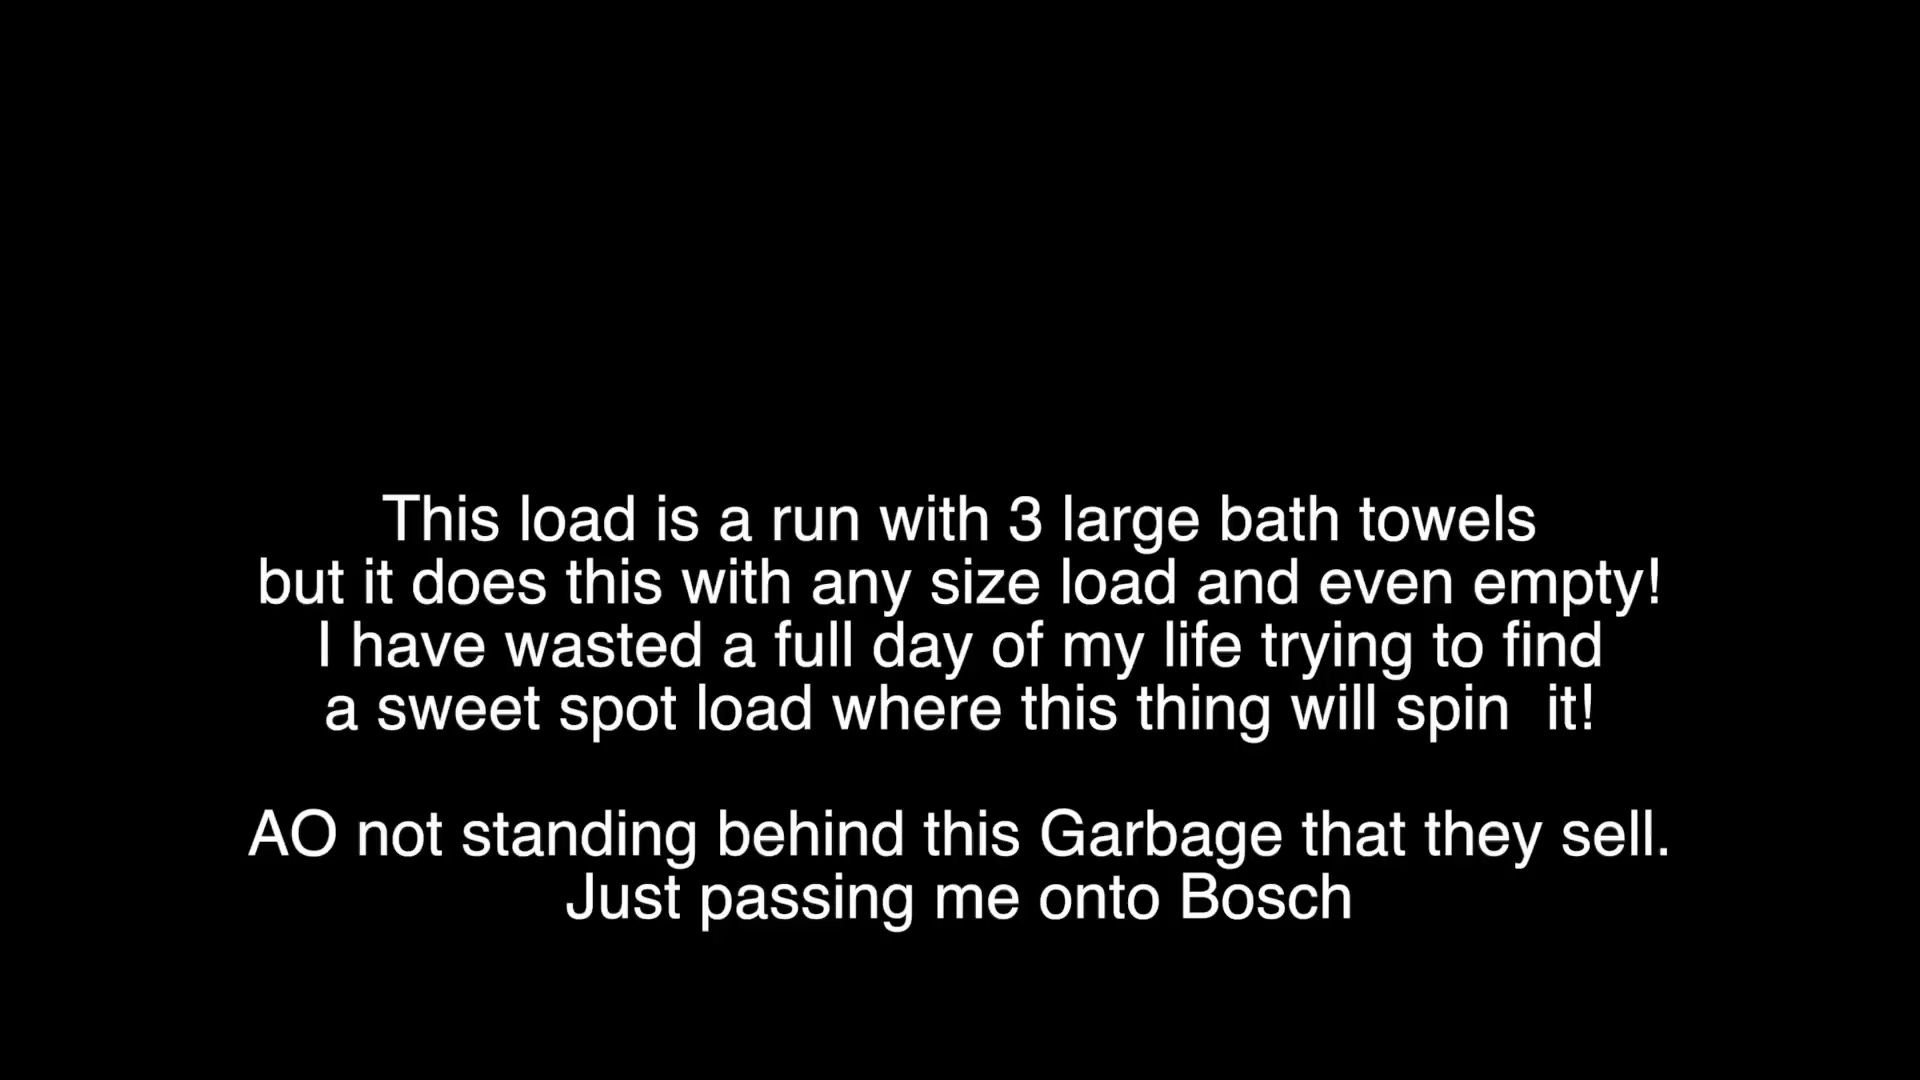 This load is a run with 3 large bath towels
but it does this with any size load and even empty!
I have wasted a full day of my life trying to find
a sweet spot load where this thing will spin  it!
AO not standing behind this Garbage that they sell.
Just passing me onto Bosch